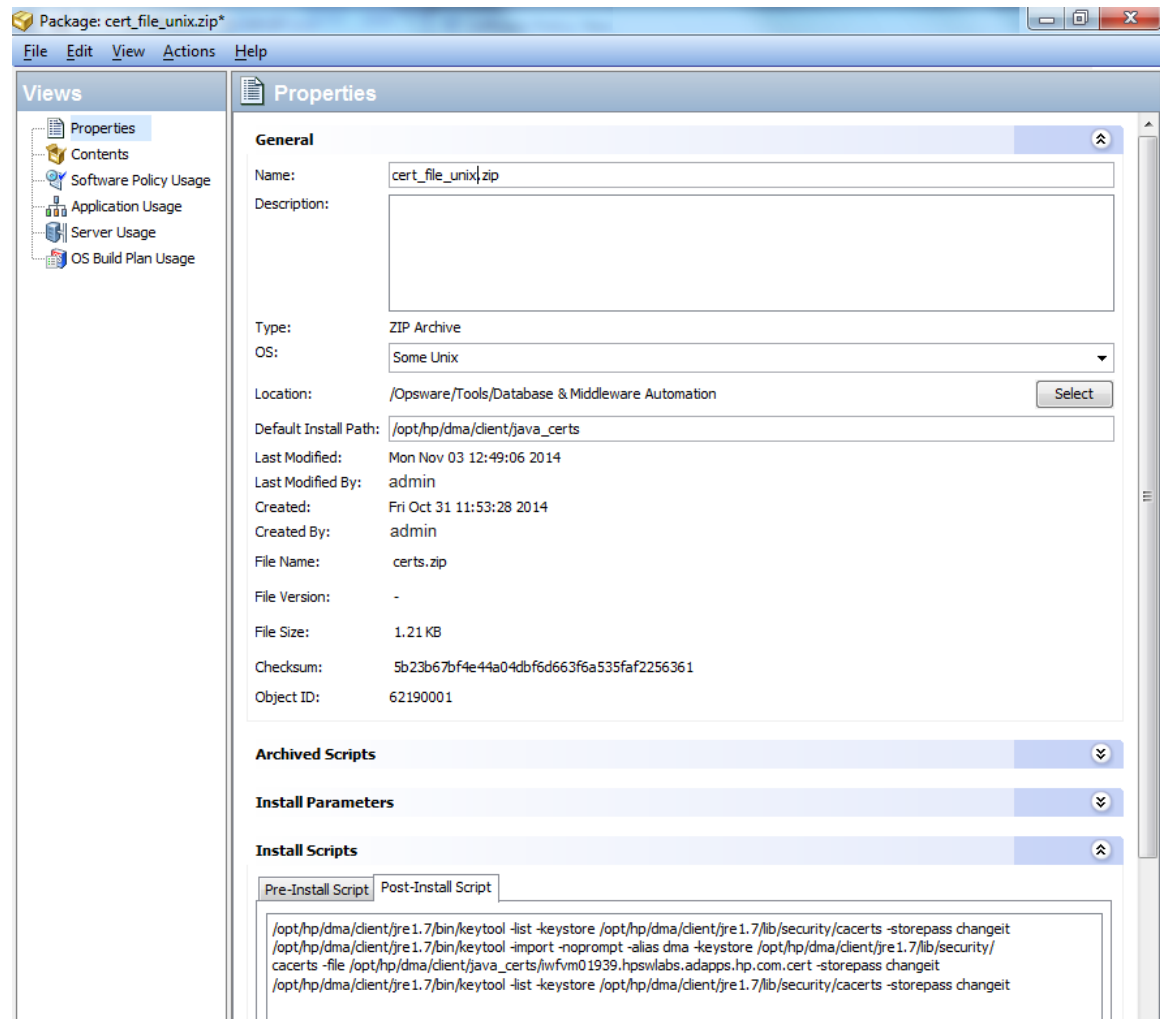 Package: cert_file_unix.zip*
File Edit View Actions Help
Views
Properties
Contents
Software Policy Usage
Application Usage
Server Usage
OS Build Plan Usage
Properties
General
Name: cert_file_unix.zip
Description:
Type: ZIP Archive
OS: Some Unix
Location: /Opsware/Tools/Database & Middleware Automation Select
Default Install Path: /opt/hp/dma/client/java_certs
Last Modified: Mon Nov 03 12:49:06 2014
Last Modified By: admin
Created: Fri Oct 31 11:53:28 2014
Created By: admin
File Name: certs.zip
File Version: -
File Size: 1.21 KB
Checksum: 5b23b67bf4e44a04dbf6d663f6a535faf2256361
Object ID: 62190001
Archived Scripts
Install Parameters
Install Scripts
Pre-Install Script Post-Install Script
/opt/hp/dma/client/jre1.7/bin/keytool -list -keystore /opt/hp/dma/client/jre1.7/lib/security/cacerts -storepass changeit
/opt/hp/dma/client/jre1.7/bin/keytool -import -noprompt -alias dma -keystore /opt/hp/dma/client/jre1.7/lib/security/
cacerts -file /opt/hp/dma/client/java_certs/iwfvm01939.hpswlabs.adapps.hp.com.cert -storepass changeit
/opt/hp/dma/client/jre1.7/bin/keytool -list -keystore /opt/hp/dma/client/jre1.7/lib/security/cacerts -storepass changeit